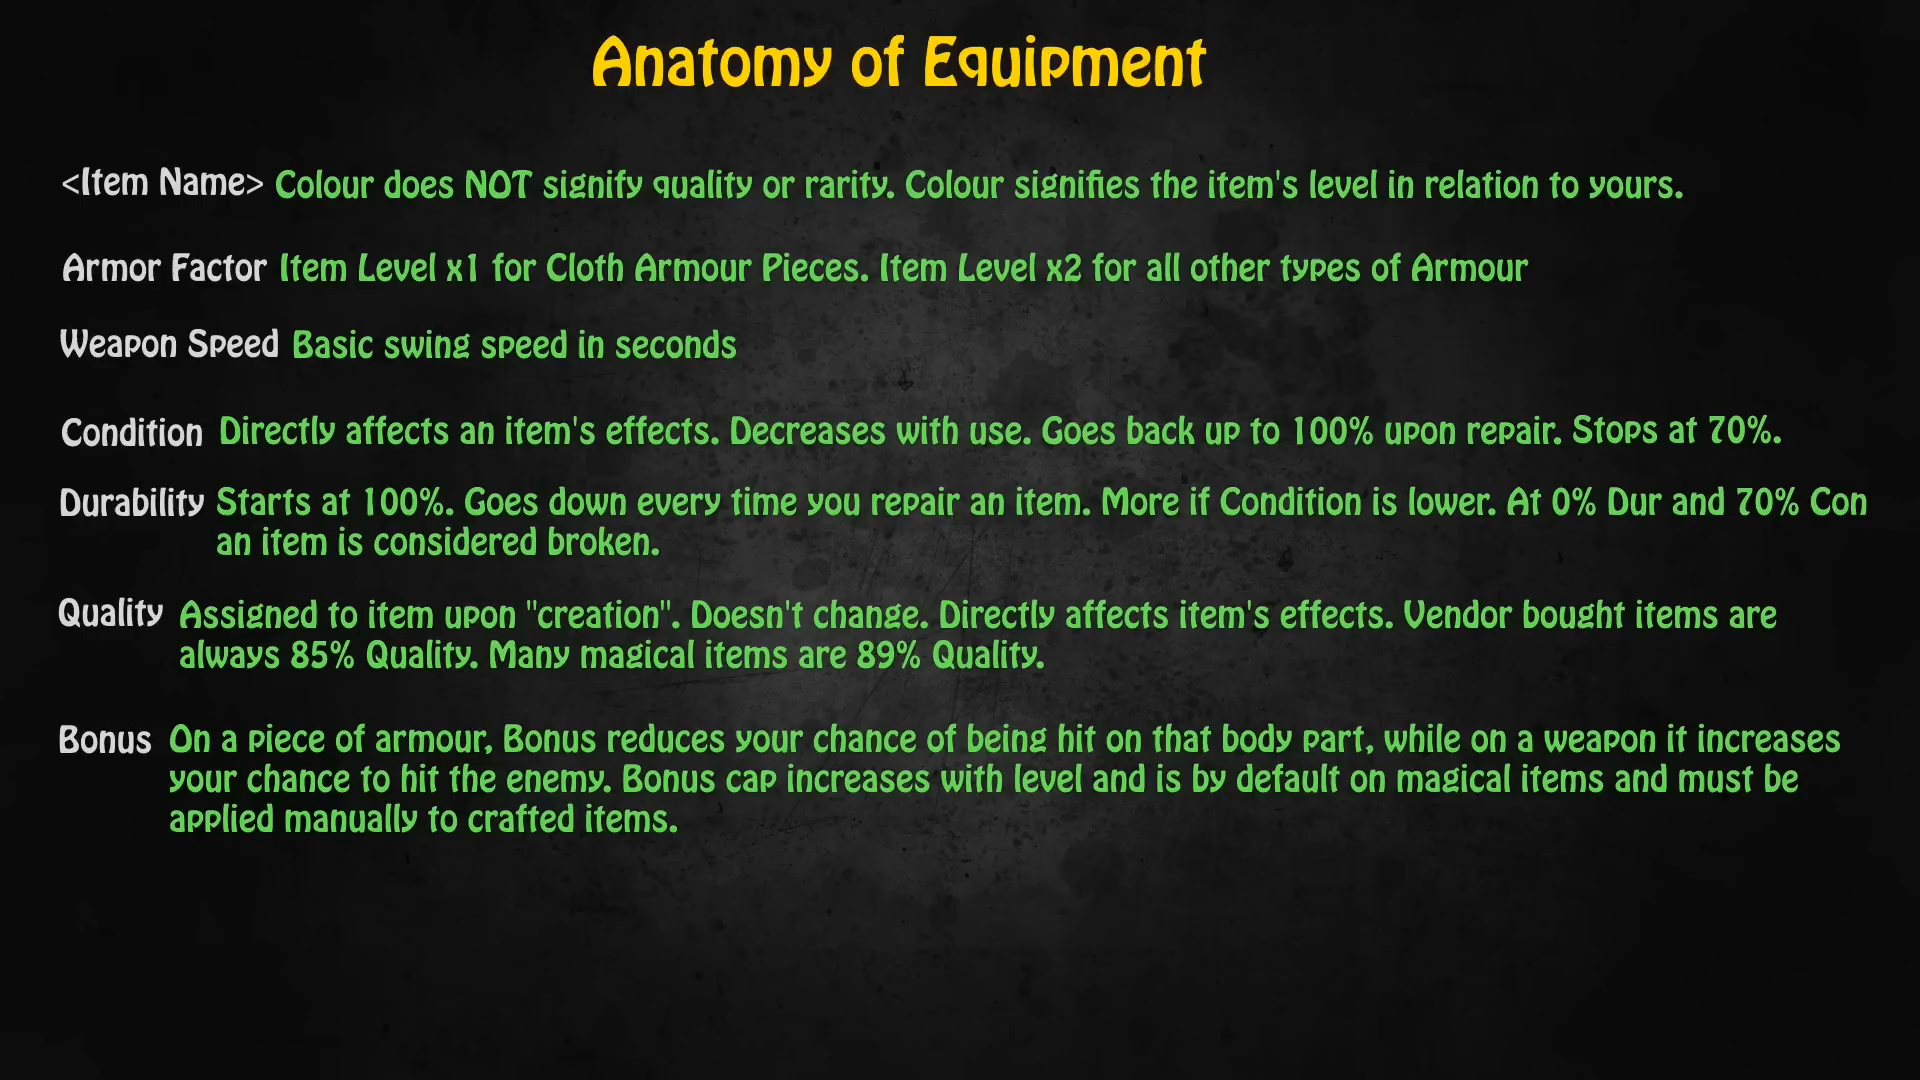 Anatomy of Equipment
<Item Name> Colour does NOT signify quality or rarity. Colour signifies the item's level in relation to yours.
Armor Factor Item Level x1 for Cloth Armour Pieces. Item Level x2 for all other types of Armour
Weapon Speed Basic swing speed in seconds
Condition Directly affects an item's effects. Decreases with use. Goes back up to 100% upon repair. Stops at 70%.
Durability Starts at 100%. Goes down every time you repair an item. More if Condition is lower. At 0% Dur and 70% Con
an item is considered broken.
Quality Assigned to item upon "creation". Doesn't change. Directly affects item's effects. Vendor bought items are
always 85% Quality. Many magical items are 89% Quality.
Bonus On a piece of armour, Bonus reduces your chance of being hit on that body part, while on a weapon it increases
your chance to hit the enemy. Bonus cap increases with level and is by default on magical items and must be
applied manually to crafted items.